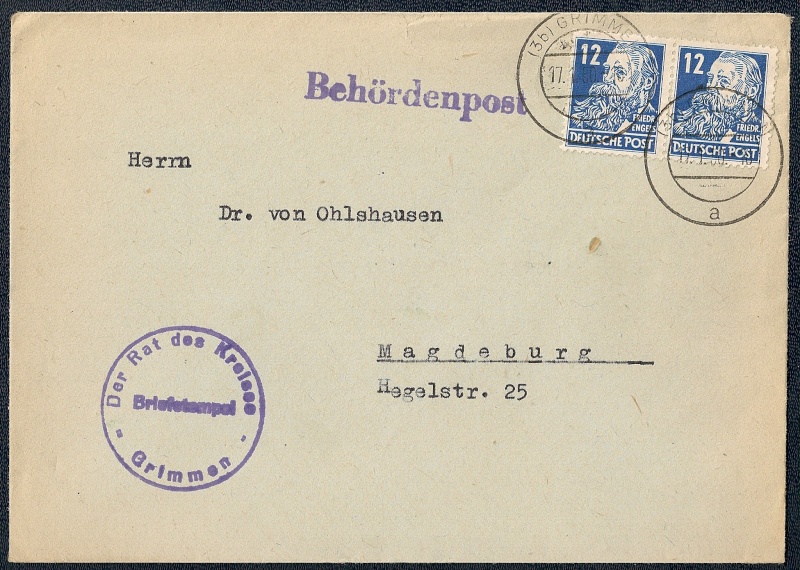 Behördenpost
(3b) GRIMMEN
12
FRIEDR.
ENGELS
DEUTSCHE POST
12
FRIEDR.
ENGELS
DEUTSCHE POST
a
Herrn
Dr. von Ohlshausen
Magdeburg
Hegelstr. 25
Der Rat des Kreises
Briefstempel
- Grimmen -